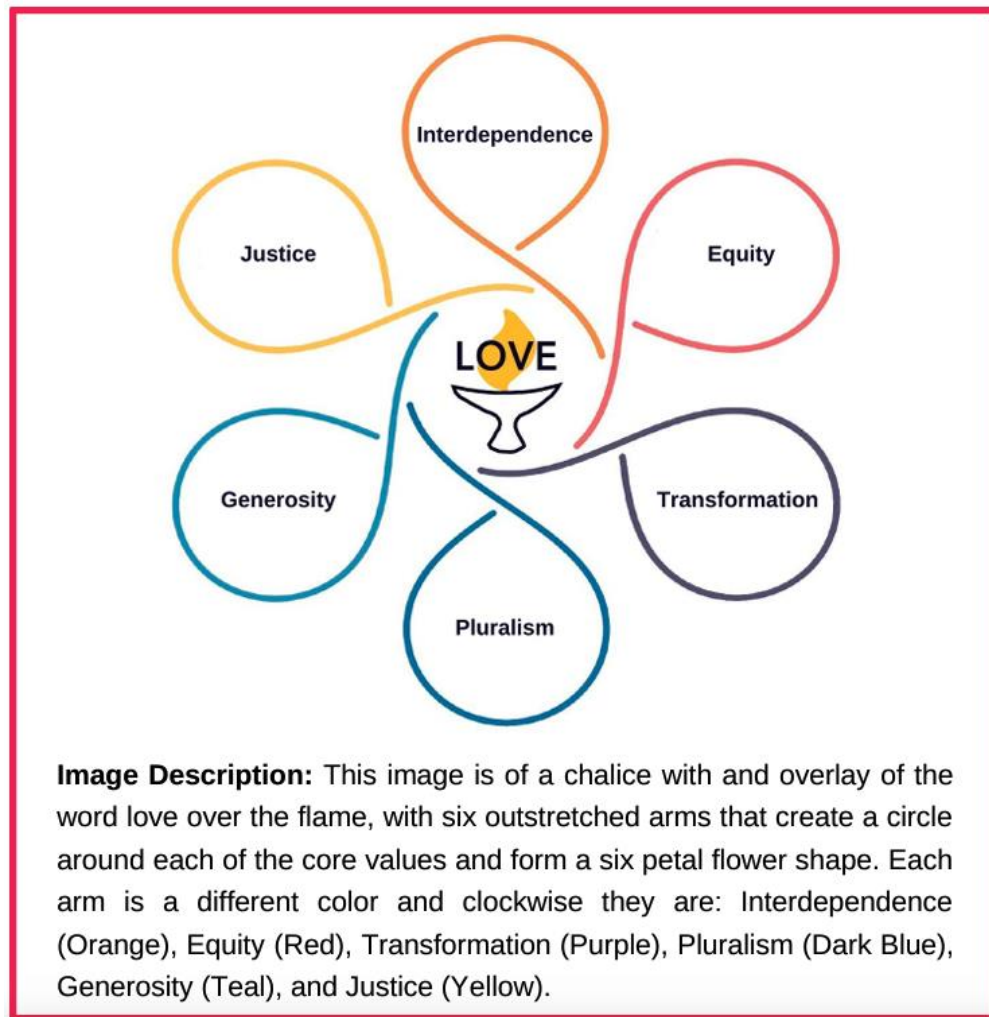 Interdependence
Justice
Equity
LOVE
Generosity
Transformation
Pluralism
Image Description: This image is of a chalice with and overlay of the
word love over the flame, with six outstretched arms that create a circle
around each of the core values and form a six petal flower shape. Each
arm is a different color and clockwise they are: Interdependence
(Orange), Equity (Red), Transformation (Purple), Pluralism (Dark Blue),
Generosity (Teal), and Justice (Yellow).